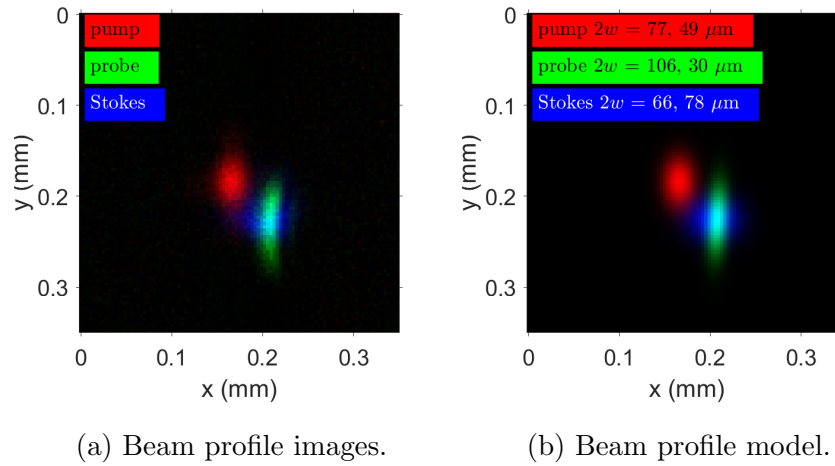 pump
probe
Stokes
0
0.1
0.2
0.3
y (mm)
0
0.1
0.2
0.3
x (mm)
(a) Beam profile images.
pump 2w = 77, 49 μm
probe 2w = 106, 30 μm
Stokes 2w = 66, 78 μm
0
0.1
0.2
0.3
y (mm)
0
0.1
0.2
0.3
x (mm)
(b) Beam profile model.